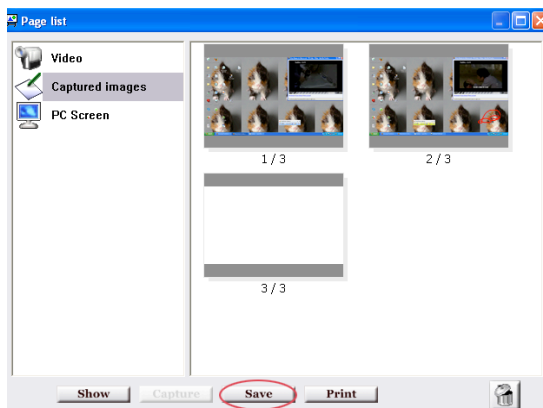 Page list
Video
Captured images
PC Screen
1 / 3
2 / 3
3 / 3
Show Capture Save Print